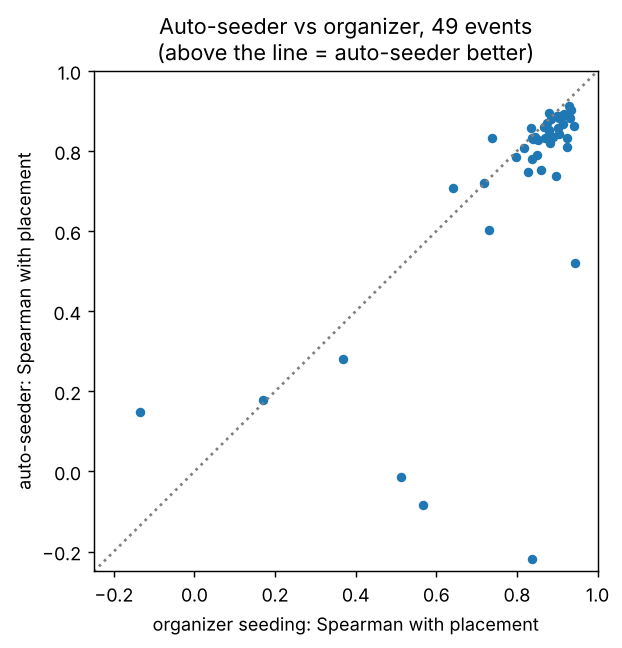 Auto-seeder vs organizer, 49 events
(above the line = auto-seeder better)
1.0
0.8
0.6
0.4
0.2
0.0
−0.2
auto-seeder: Spearman with placement
−0.2 0.0 0.2 0.4 0.6 0.8 1.0
organizer seeding: Spearman with placement